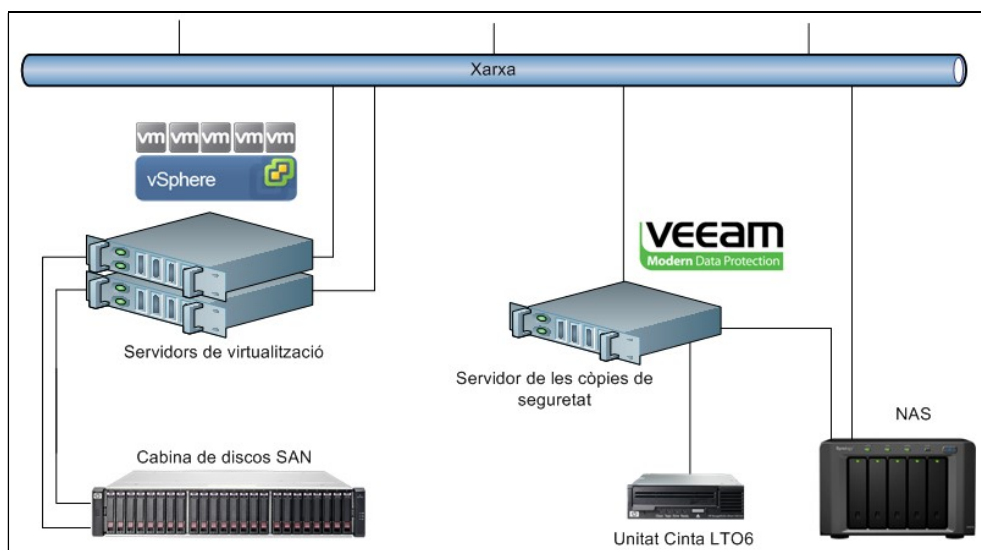 Xarxa
vm vm vm vm vm
vSphere
veeam
Modern Data Protection
Servidors de virtualització
Servidor de les còpies de
seguretat
NAS
Cabina de discos SAN
Unitat Cinta LTO6